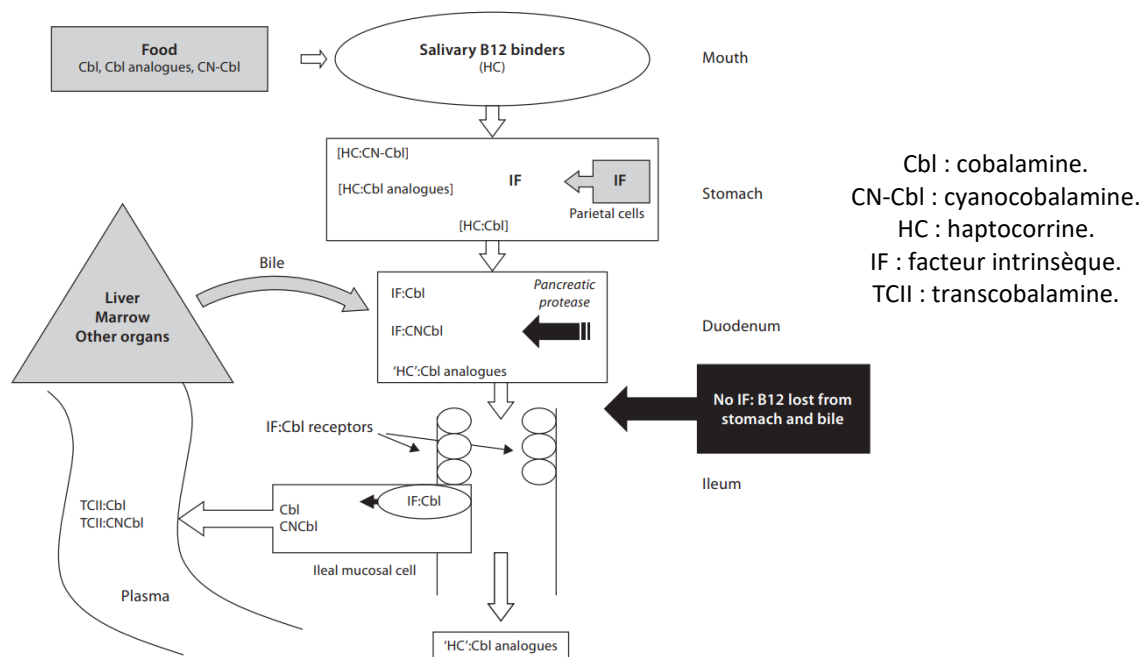 Food
Cbl, Cbl analogues, CN-Cbl
Salivary B12 binders
(HC)
Mouth
[HC:CN-Cbl]
[HC:Cbl analogues]
IF
IF
Parietal cells
[HC:Cbl]
Stomach
Cbl : cobalamine.
CN-Cbl : cyanocobalamine.
HC : haptocorrine.
IF : facteur intrinsèque.
TCII : transcobalamine.
Bile
Liver
Marrow
Other organs
IF:Cbl
IF:CNCbl
'HC':Cbl analogues
Pancreatic
protease
Duodenum
No IF: B12 lost from
stomach and bile
IF:Cbl receptors
Ileum
IF:Cbl
Cbl
CNCbl
TCII:Cbl
TCII:CNCbl
Ileal mucosal cell
Plasma
'HC':Cbl analogues